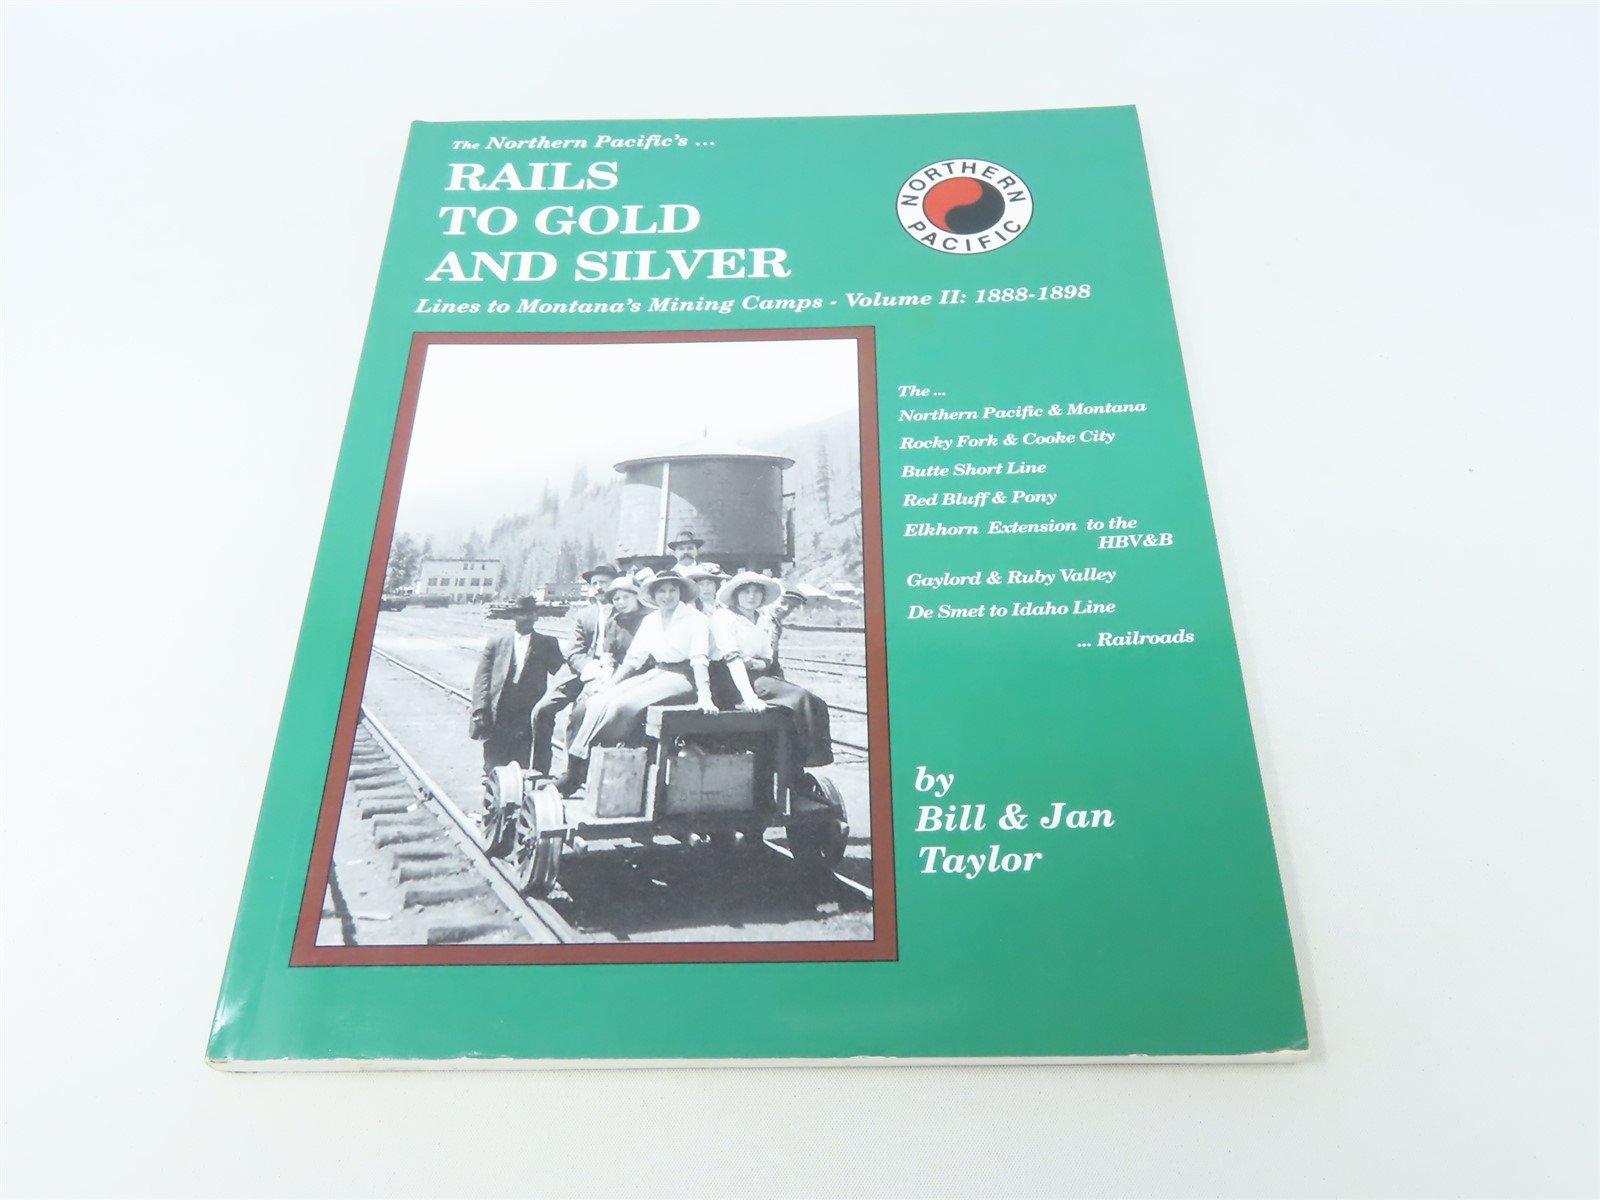 The Northern Pacific's ...
RAILS
TO GOLD
AND SILVER
Lines to Montana's Mining Camps - Volume II: 1888-1898
NORTHERN
PACIFIC
The ...
Northern Pacific & Montana
Rocky Fork & Cooke City
Butte Short Line
Red Bluff & Pony
Elkhorn Extension to the
HBV&B
Gaylord & Ruby Valley
De Smet to Idaho Line
... Railroads
by
Bill & Jan
Taylor